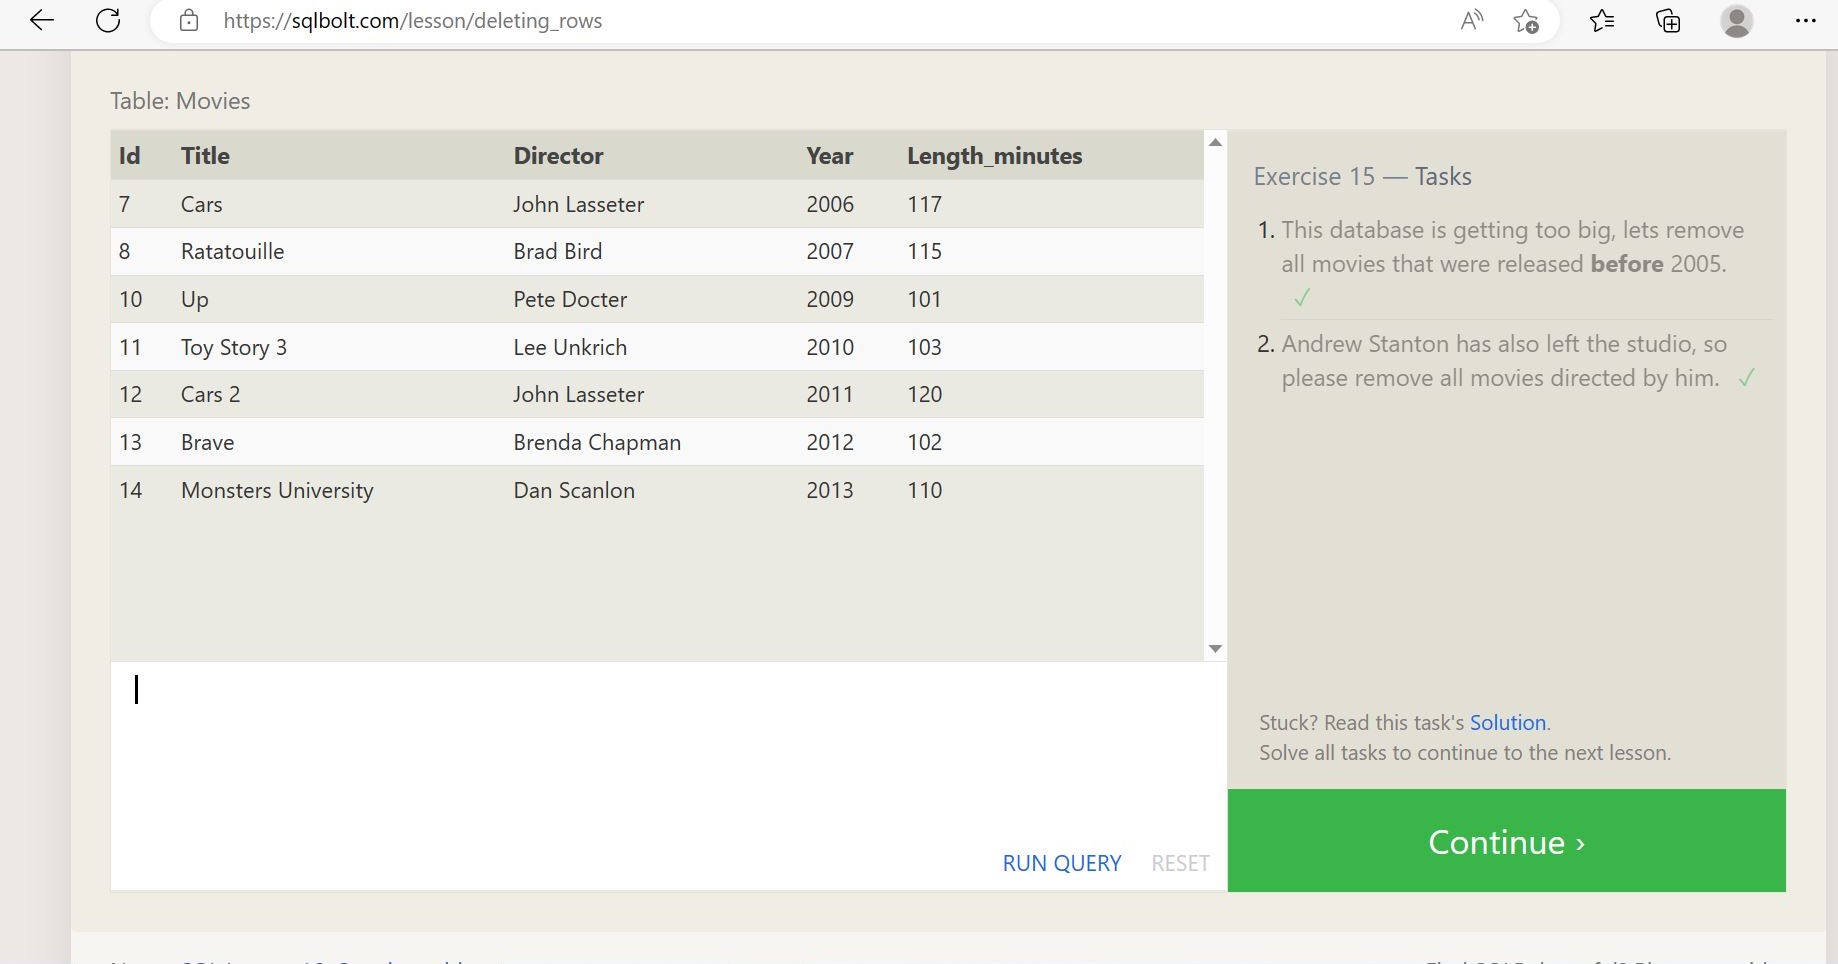 https://sqlbolt.com/lesson/deleting_rows
Table: Movies
Id Title Director Year Length_minutes
7 Cars John Lasseter 2006 117
8 Ratatouille Brad Bird 2007 115
10 Up Pete Docter 2009 101
11 Toy Story 3 Lee Unkrich 2010 103
12 Cars 2 John Lasseter 2011 120
13 Brave Brenda Chapman 2012 102
14 Monsters University Dan Scanlon 2013 110
RUN QUERY RESET
Exercise 15 — Tasks
1. This database is getting too big, lets remove
all movies that were released before 2005.
✓
2. Andrew Stanton has also left the studio, so
please remove all movies directed by him. ✓
Stuck? Read this task's Solution.
Solve all tasks to continue to the next lesson.
Continue ›